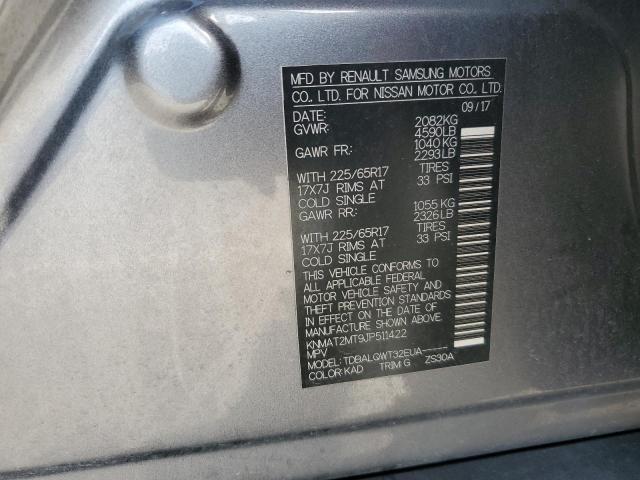 MFD BY RENAULT SAMSUNG MOTORS
CO. LTD. FOR NISSAN MOTOR CO. LTD.
DATE: 09/17
GVWR: 2082KG
4590LB
GAWR FR: 1040KG
2293LB
WITH 225/65R17 TIRES
17X7J RIMS AT 33 PSI
COLD SINGLE
GAWR RR: 1055 KG
2326LB
WITH 225/65R17 TIRES
17X7J RIMS AT 33 PSI
COLD SINGLE
THIS VEHICLE CONFORMS TO
ALL APPLICABLE FEDERAL
MOTOR VEHICLE SAFETY AND
THEFT PREVENTION STANDARDS
IN EFFECT ON THE DATE OF
MANUFACTURE SHOWN ABOVE.
KNMAT2MT9JP511422
MPV
MODEL: TDBALQWT32EUA-----
COLOR: KAD TRIM: G ZS30A